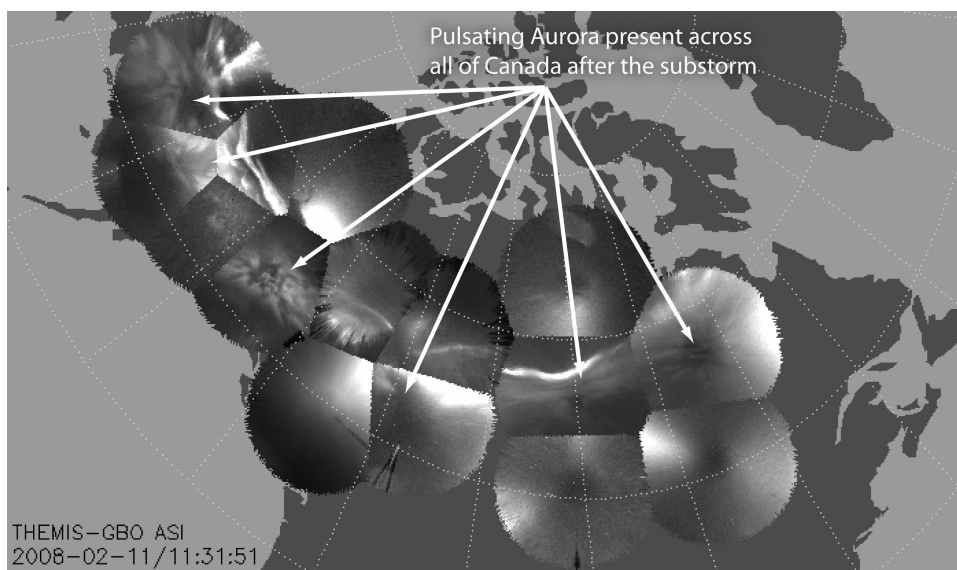 Pulsating Aurora present across
all of Canada after the substorm
THEMIS-GBO ASI
2008-02-11/11:31:51